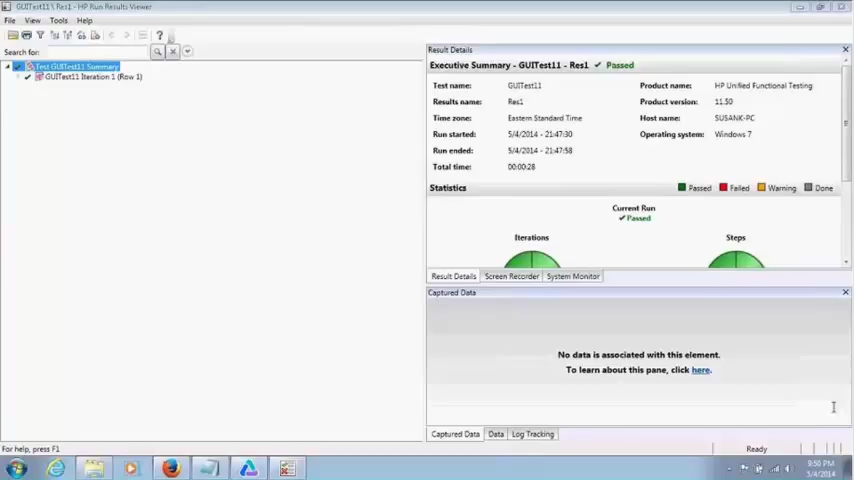 GUITest11 \ Res1 - HP Run Results Viewer
File View Tools Help
Search for:
Test GUITest11 Summary
GUITest11 Iteration 1 (Row 1)
Result Details
Executive Summary - GUITest11 - Res1 ✓ Passed
Test name: GUITest11 Product name: HP Unified Functional Testing
Results name: Res1 Product version: 11.50
Time zone: Eastern Standard Time Host name: SUSANK-PC
Run started: 5/4/2014 - 21:47:30 Operating system: Windows 7
Run ended: 5/4/2014 - 21:47:58
Total time: 00:00:28
Statistics Passed Failed Warning Done
Current Run
✓ Passed
Iterations Steps
Result Details Screen Recorder System Monitor
Captured Data
No data is associated with this element.
To learn about this pane, click here.
Captured Data Data Log Tracking
For help, press F1 Ready
9:50 PM
5/4/2014